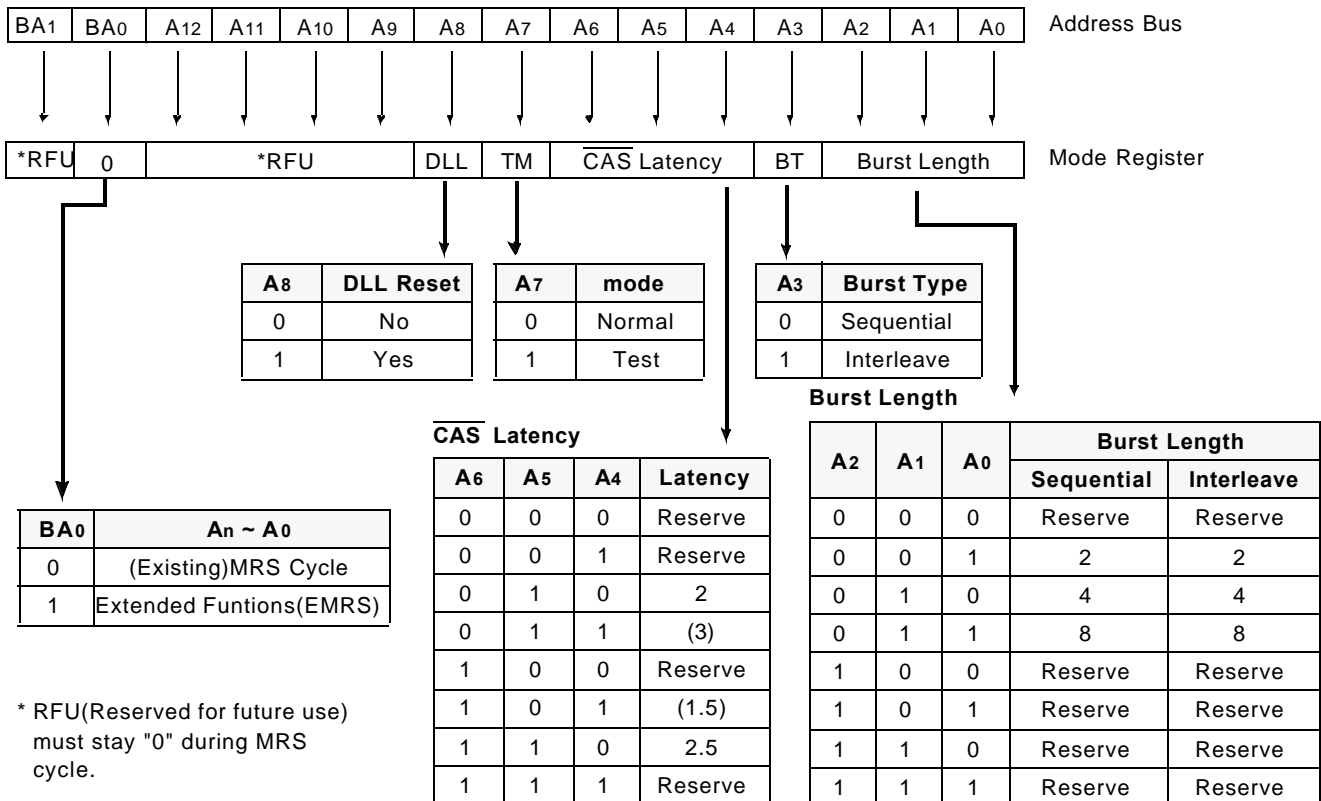 BA1 BA0 A12 A11 A10 A9 A8 A7 A6 A5 A4 A3 A2 A1 A0 Address Bus
*RFU 0 *RFU DLL TM CAS Latency BT Burst Length Mode Register
A8 DLL Reset
0 No
1 Yes
A7 mode
0 Normal
1 Test
A3 Burst Type
0 Sequential
1 Interleave
BA0 An ~ A0
0 (Existing)MRS Cycle
1 Extended Funtions(EMRS)
* RFU(Reserved for future use)
must stay "0" during MRS
cycle.
CAS Latency
A6 A5 A4 Latency
0 0 0 Reserve
0 0 1 Reserve
0 1 0 2
0 1 1 (3)
1 0 0 Reserve
1 0 1 (1.5)
1 1 0 2.5
1 1 1 Reserve
Burst Length
A2 A1 A0 Burst Length
Sequential Interleave
0 0 0 Reserve Reserve
0 0 1 2 2
0 1 0 4 4
0 1 1 8 8
1 0 0 Reserve Reserve
1 0 1 Reserve Reserve
1 1 0 Reserve Reserve
1 1 1 Reserve Reserve